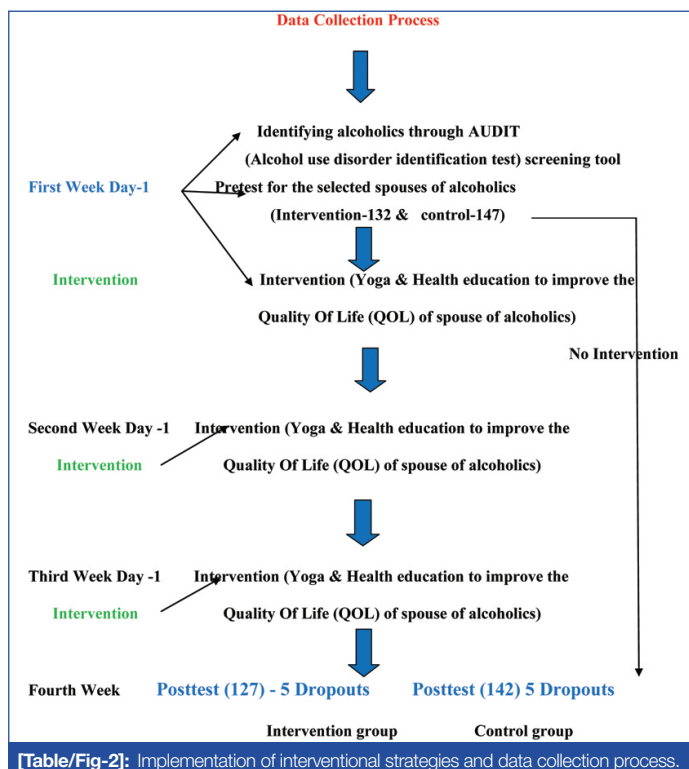 Data Collection Process
Identifying alcoholics through AUDIT
(Alcohol use disorder identification test) screening tool
First Week Day-1 Pretest for the selected spouses of alcoholics
(Intervention-132 & control-147)
Intervention Intervention (Yoga & Health education to improve the
Quality Of Life (QOL) of spouse of alcoholics)
No Intervention
Second Week Day -1 Intervention (Yoga & Health education to improve the
Intervention Quality Of Life (QOL) of spouse of alcoholics)
Third Week Day -1 Intervention (Yoga & Health education to improve the
Intervention Quality Of Life (QOL) of spouse of alcoholics)
Fourth Week Posttest (127) - 5 Dropouts Posttest (142) 5 Dropouts
Intervention group Control group
[Table/Fig-2]: Implementation of interventional strategies and data collection process.